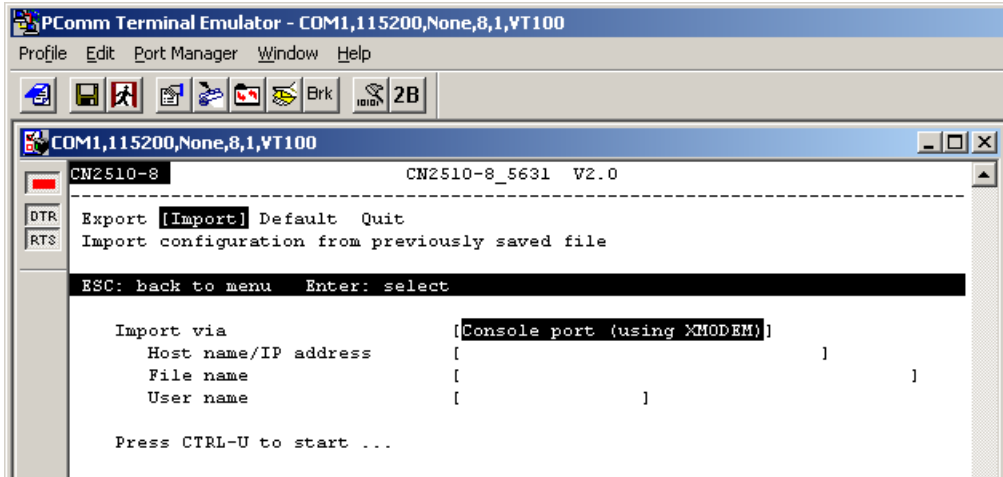 PComm Terminal Emulator - COM1,115200,None,8,1,VT100
Profile Edit Port Manager Window Help
Brk 2B
COM1,115200,None,8,1,VT100
CN2510-8 CN2510-8_5631 V2.0
DTR
RTS
Export [Import] Default Quit
Import configuration from previously saved file
ESC: back to menu Enter: select
Import via [Console port (using XMODEM)]
Host name/IP address [ ]
File name [ ]
User name [ ]
Press CTRL-U to start ...